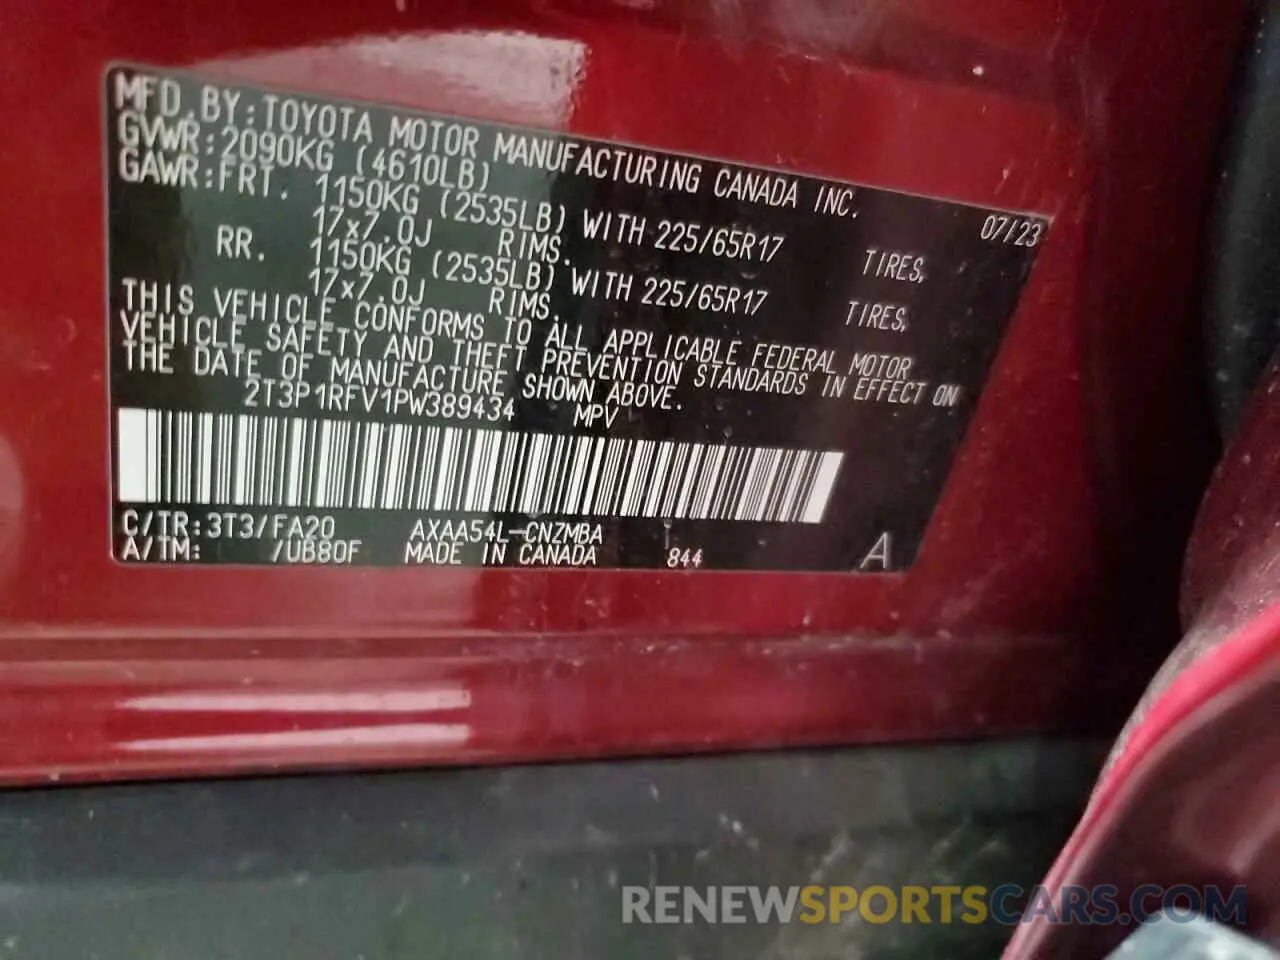 MFD. BY: TOYOTA MOTOR MANUFACTURING CANADA INC. 07/23
GVWR: 2090KG (4610LB)
GAWR: FRT. 1150KG (2535LB) WITH 225/65R17 TIRES,
17x7.0J RIMS.
RR. 1150KG (2535LB) WITH 225/65R17 TIRES,
17x7.0J RIMS.
THIS VEHICLE CONFORMS TO ALL APPLICABLE FEDERAL MOTOR
VEHICLE SAFETY AND THEFT PREVENTION STANDARDS IN EFFECT ON
THE DATE OF MANUFACTURE SHOWN ABOVE.
2T3P1RFV1PW389434 MPV
C/TR: 3T3/FA20 AXAA54L-CNZMBA
A/TM: /UB80F MADE IN CANADA 844 A
RENEWSPORTSCARS.COM